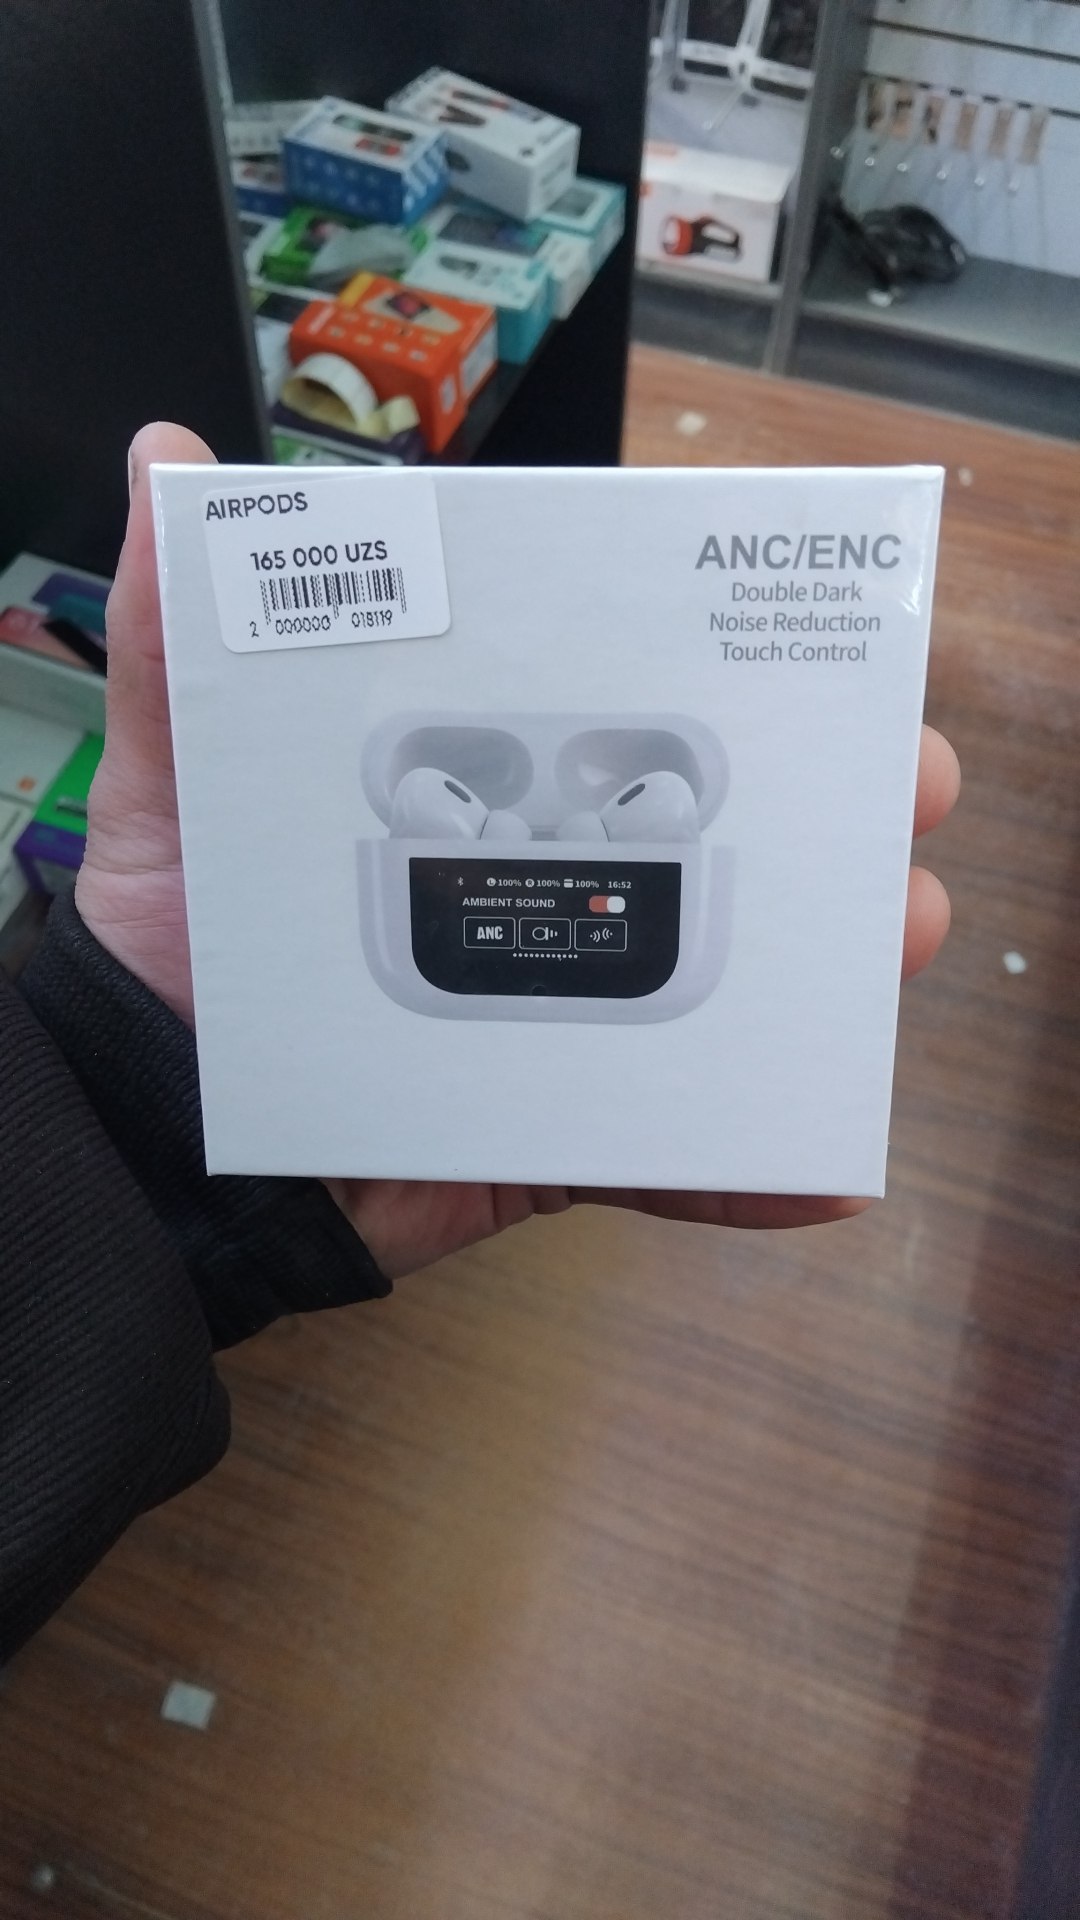 AIRPODS
165 000 UZS
2 000000 018119
ANC/ENC
Double Dark
Noise Reduction
Touch Control
100% 100% 100% 16:52
AMBIENT SOUND
ANC